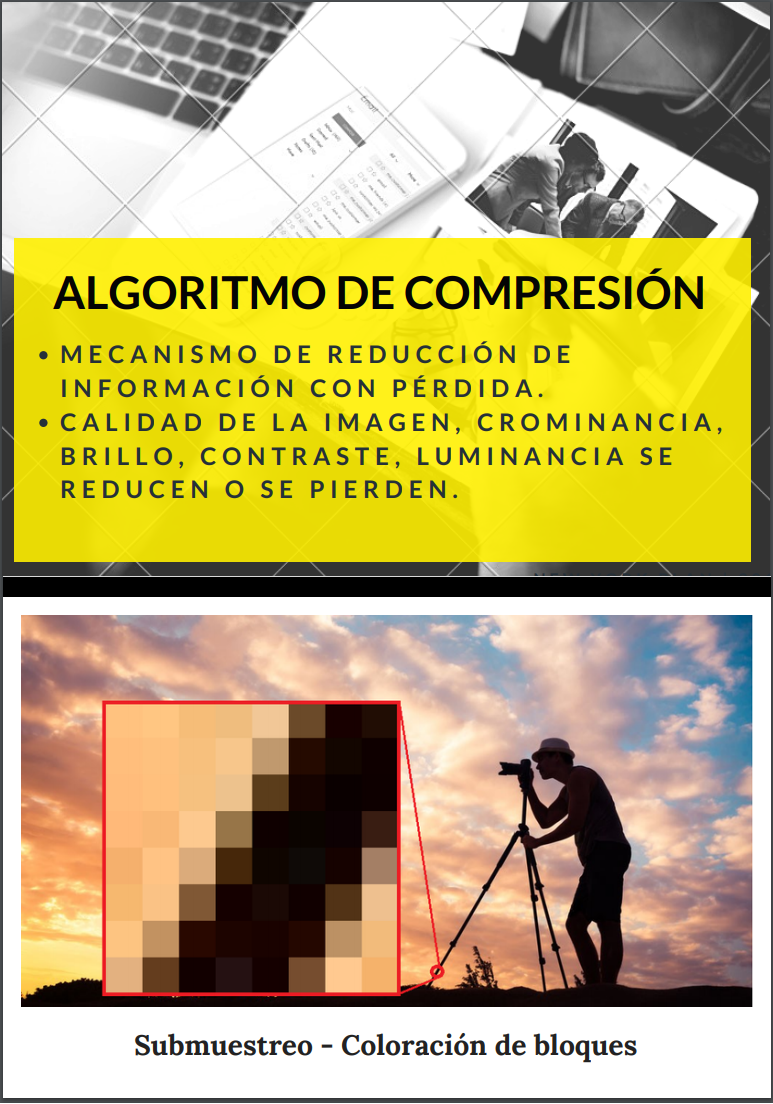 Email
ALGORITMO DE COMPRESIÓN
• MECANISMO DE REDUCCIÓN DE
INFORMACIÓN CON PÉRDIDA.
• CALIDAD DE LA IMAGEN, CROMINANCIA,
BRILLO, CONTRASTE, LUMINANCIA SE
REDUCEN O SE PIERDEN.
Submuestreo - Coloración de bloques